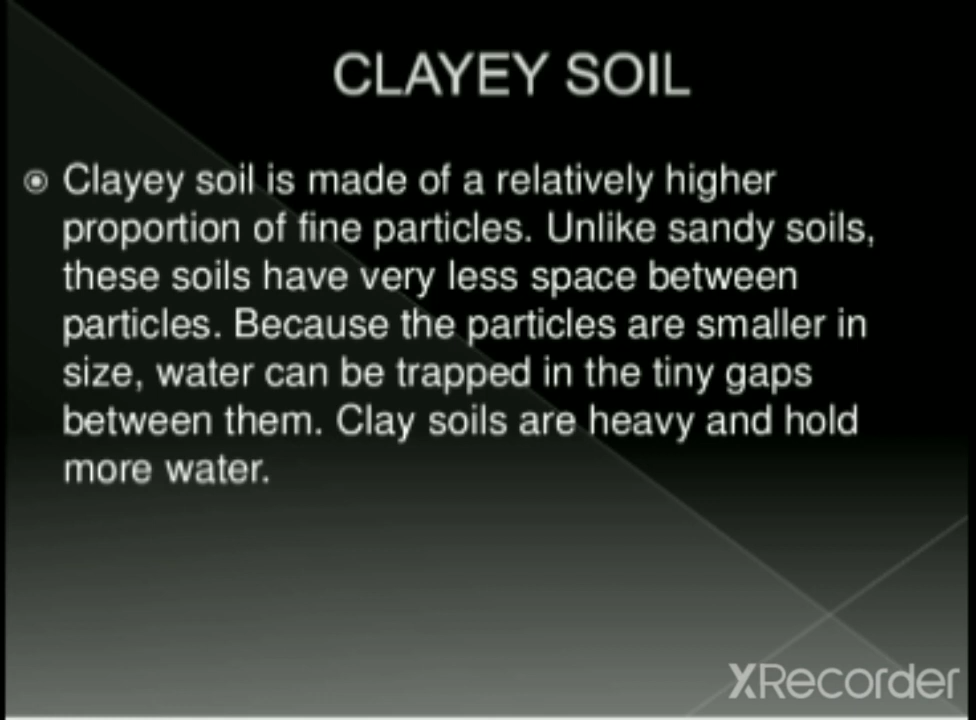 CLAYEY SOIL
Clayey soil is made of a relatively higher
proportion of fine particles. Unlike sandy soils,
these soils have very less space between
particles. Because the particles are smaller in
size, water can be trapped in the tiny gaps
between them. Clay soils are heavy and hold
more water.
XRecorder